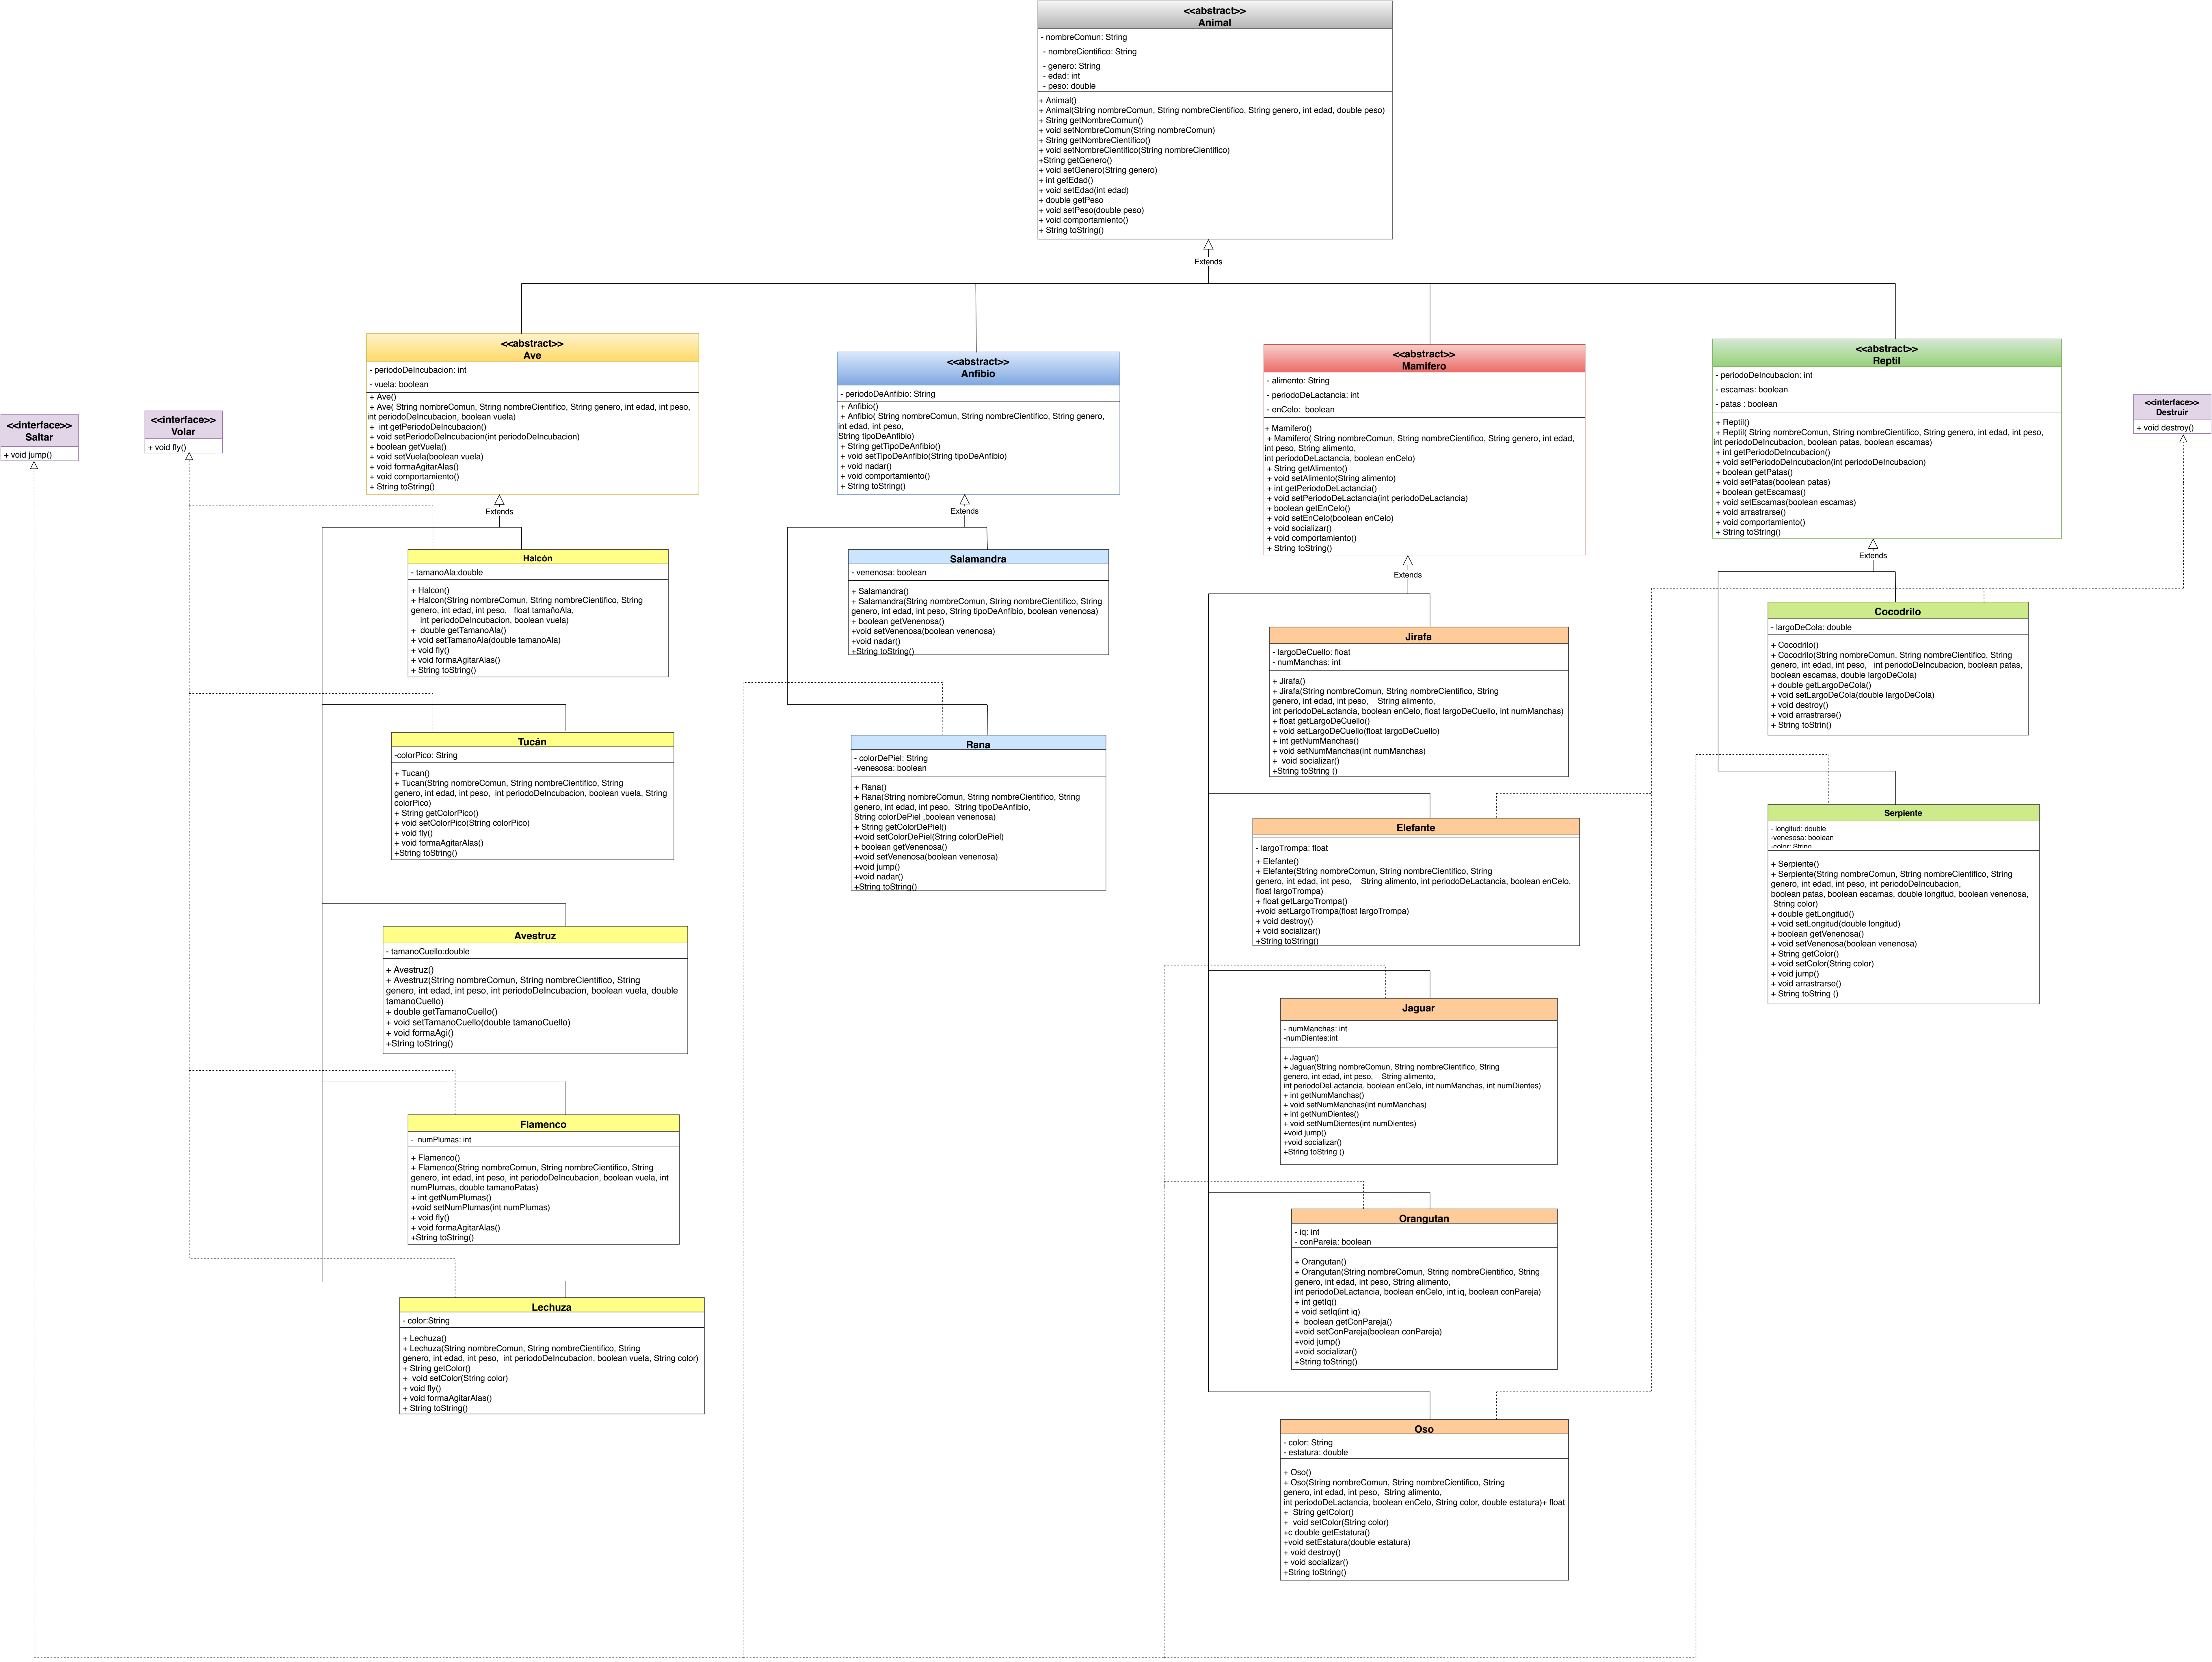 <<abstract>>
Animal
- nombreComun: String
- nombreCientifico: String
- genero: String
- edad: int
- peso: double
+ Animal()
+ Animal(String nombreComun, String nombreCientifico, String genero, int edad, double peso)
+ String getNombreComun()
+ void setNombreComun(String nombreComun)
+ String getNombreCientifico()
+ void setNombreCientifico(String nombreCientifico)
+String getGenero()
+ void setGenero(String genero)
+ int getEdad()
+ void setEdad(int edad)
+ double getPeso
+ void setPeso(double peso)
+ void comportamiento()
+ String toString()
Extends
<<interface>>
Saltar
+ void jump()
<<interface>>
Volar
+ void fly()
<<abstract>>
Ave
- periodoDeIncubacion: int
- vuela: boolean
+ Ave()
+ Ave( String nombreComun, String nombreCientifico, String genero, int edad, int peso,
int periodoDeIncubacion, boolean vuela)
+ int getPeriodoDeIncubacion()
+ void setPeriodoDeIncubacion(int periodoDeIncubacion)
+ boolean getVuela()
+ void setVuela(boolean vuela)
+ void formaAgitarAlas()
+ void comportamiento()
+ String toString()
Extends
<<abstract>>
Anfibio
- periodoDeAnfibio: String
+ Anfibio()
+ Anfibio( String nombreComun, String nombreCientifico, String genero,
int edad, int peso,
String tipoDeAnfibio)
+ String getTipoDeAnfibio()
+ void setTipoDeAnfibio(String tipoDeAnfibio)
+ void nadar()
+ void comportamiento()
+ String toString()
Extends
<<abstract>>
Mamifero
- alimento: String
- periodoDeLactancia: int
- enCelo: boolean
+ Mamifero()
+ Mamifero( String nombreComun, String nombreCientifico, String genero, int edad,
int peso, String alimento,
int periodoDeLactancia, boolean enCelo)
+ String getAlimento()
+ void setAlimento(String alimento)
+ int getPeriodoDeLactancia()
+ void setPeriodoDeLactancia(int periodoDeLactancia)
+ boolean getEnCelo()
+ void setEnCelo(boolean enCelo)
+ void socializar()
+ void comportamiento()
+ String toString()
Extends
<<abstract>>
Reptil
- periodoDeIncubacion: int
- escamas: boolean
- patas : boolean
+ Reptil()
+ Reptil( String nombreComun, String nombreCientifico, String genero, int edad, int peso,
int periodoDeIncubacion, boolean patas, boolean escamas)
+ int getPeriodoDeIncubacion()
+ void setPeriodoDeIncubacion(int periodoDeIncubacion)
+ boolean getPatas()
+ void setPatas(boolean patas)
+ boolean getEscamas()
+ void setEscamas(boolean escamas)
+ void arrastrarse()
+ void comportamiento()
+ String toString()
Extends
<<interface>>
Destruir
+ void destroy()
Halcón
- tamanoAla:double
+ Halcon()
+ Halcon(String nombreComun, String nombreCientifico, String
genero, int edad, int peso, float tamañoAla,
int periodoDeIncubacion, boolean vuela)
+ double getTamanoAla()
+ void setTamanoAla(double tamanoAla)
+ void fly()
+ void formaAgitarAlas()
+ String toString()
Tucán
-colorPico: String
+ Tucan()
+ Tucan(String nombreComun, String nombreCientifico, String
genero, int edad, int peso, int periodoDeIncubacion, boolean vuela, String
colorPico)
+ String getColorPico()
+ void setColorPico(String colorPico)
+ void fly()
+ void formaAgitarAlas()
+String toString()
Avestruz
- tamanoCuello:double
+ Avestruz()
+ Avestruz(String nombreComun, String nombreCientifico, String
genero, int edad, int peso, int periodoDeIncubacion, boolean vuela, double
tamanoCuello)
+ double getTamanoCuello()
+ void setTamanoCuello(double tamanoCuello)
+ void formaAgi()
+String toString()
Flamenco
- numPlumas: int
+ Flamenco()
+ Flamenco(String nombreComun, String nombreCientifico, String
genero, int edad, int peso, int periodoDeIncubacion, boolean vuela, int
numPlumas, double tamanoPatas)
+ int getNumPlumas()
+void setNumPlumas(int numPlumas)
+ void fly()
+ void formaAgitarAlas()
+String toString()
Lechuza
- color:String
+ Lechuza()
+ Lechuza(String nombreComun, String nombreCientifico, String
genero, int edad, int peso, int periodoDeIncubacion, boolean vuela, String color)
+ String getColor()
+ void setColor(String color)
+ void fly()
+ void formaAgitarAlas()
+ String toString()
Salamandra
- venenosa: boolean
+ Salamandra()
+ Salamandra(String nombreComun, String nombreCientifico, String
genero, int edad, int peso, String tipoDeAnfibio, boolean venenosa)
+ boolean getVenenosa()
+void setVenenosa(boolean venenosa)
+void nadar()
+String toString()
Rana
- colorDePiel: String
-venesosa: boolean
+ Rana()
+ Rana(String nombreComun, String nombreCientifico, String
genero, int edad, int peso, String tipoDeAnfibio,
String colorDePiel ,boolean venenosa)
+ String getColorDePiel()
+void setColorDePiel(String colorDePiel)
+ boolean getVenenosa()
+void setVenenosa(boolean venenosa)
+void jump()
+void nadar()
+String toString()
Jirafa
- largoDeCuello: float
- numManchas: int
+ Jirafa()
+ Jirafa(String nombreComun, String nombreCientifico, String
genero, int edad, int peso, String alimento,
int periodoDeLactancia, boolean enCelo, float largoDeCuello, int numManchas)
+ float getLargoDeCuello()
+ void setLargoDeCuello(float largoDeCuello)
+ int getNumManchas()
+ void setNumManchas(int numManchas)
+ void socializar()
+String toString ()
Elefante
- largoTrompa: float
+ Elefante()
+ Elefante(String nombreComun, String nombreCientifico, String
genero, int edad, int peso, String alimento, int periodoDeLactancia, boolean enCelo,
float largoTrompa)
+ float getLargoTrompa()
+void setLargoTrompa(float largoTrompa)
+ void destroy()
+ void socializar()
+String toString()
Jaguar
- numManchas: int
-numDientes:int
+ Jaguar()
+ Jaguar(String nombreComun, String nombreCientifico, String
genero, int edad, int peso, String alimento,
int periodoDeLactancia, boolean enCelo, int numManchas, int numDientes)
+ int getNumManchas()
+ void setNumManchas(int numManchas)
+ int getNumDientes()
+ void setNumDientes(int numDientes)
+void jump()
+void socializar()
+String toString ()
Orangutan
- iq: int
- conPareja: boolean
+ Orangutan()
+ Orangutan(String nombreComun, String nombreCientifico, String
genero, int edad, int peso, String alimento,
int periodoDeLactancia, boolean enCelo, int iq, boolean conPareja)
+ int getIq()
+ void setIq(int iq)
+ boolean getConPareja()
+void setConPareja(boolean conPareja)
+void jump()
+void socializar()
+String toString()
Oso
- color: String
- estatura: double
+ Oso()
+ Oso(String nombreComun, String nombreCientifico, String
genero, int edad, int peso, String alimento,
int periodoDeLactancia, boolean enCelo, String color, double estatura)+ float
+ String getColor()
+ void setColor(String color)
+c double getEstatura()
+void setEstatura(double estatura)
+ void destroy()
+ void socializar()
+String toString()
Cocodrilo
- largoDeCola: double
+ Cocodrilo()
+ Cocodrilo(String nombreComun, String nombreCientifico, String
genero, int edad, int peso, int periodoDeIncubacion, boolean patas,
boolean escamas, double largoDeCola)
+ double getLargoDeCola()
+ void setLargoDeCola(double largoDeCola)
+ void destroy()
+ void arrastrarse()
+ String toStrin()
Serpiente
- longitud: double
-venesosa: boolean
-color: String
+ Serpiente()
+ Serpiente(String nombreComun, String nombreCientifico, String
genero, int edad, int peso, int periodoDeIncubacion,
boolean patas, boolean escamas, double longitud, boolean venenosa,
String color)
+ double getLongitud()
+ void setLongitud(double longitud)
+ boolean getVenenosa()
+ void setVenenosa(boolean venenosa)
+ String getColor()
+ void setColor(String color)
+ void jump()
+ void arrastrarse()
+ String toString ()